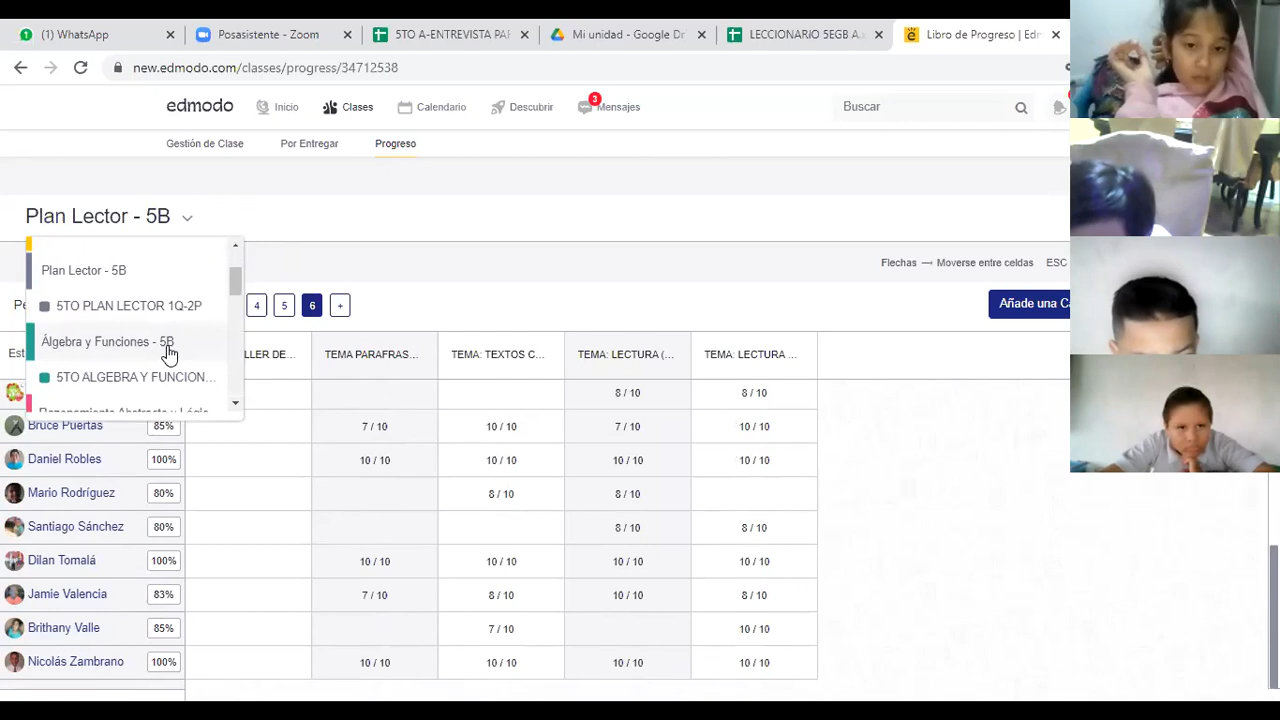 (1) WhatsApp
Posasistente - Zoom
5TO A-ENTREVISTA PAF
Mi unidad - Google Dr
LECCIONARIO 5EGB A.
Libro de Progreso | Edm
new.edmodo.com/classes/progress/34712538
edmodo Inicio Clases Calendario Descubrir 3 Mensajes Buscar
Gestión de Clase Por Entregar Progreso
Plan Lector - 5B
Plan Lector - 5B
Flechas → Moverse entre celdas ESC
5TO PLAN LECTOR 1Q-2P
4 5 6 + Añade una Ca
Álgebra y Funciones - 5B
Est LLER DE... TEMA PARAFRAS... TEMA: TEXTOS C... TEMA: LECTURA (... TEMA: LECTURA ...
5TO ALGEBRA Y FUNCION...
8 / 10
Bruce Puertas 85% 7 / 10 10 / 10 7 / 10 10 / 10
Daniel Robles 100% 10 / 10 10 / 10 10 / 10 10 / 10
Mario Rodríguez 80% 8 / 10 8 / 10
Santiago Sánchez 80% 8 / 10 8 / 10
Dilan Tomalá 100% 10 / 10 10 / 10 10 / 10 10 / 10
Jamie Valencia 83% 7 / 10 8 / 10 10 / 10 8 / 10
Brithany Valle 85% 7 / 10 10 / 10
Nicolás Zambrano 100% 10 / 10 10 / 10 10 / 10 10 / 10